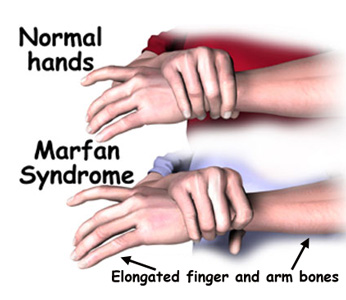 Normal
hands
Marfan
Syndrome
Elongated finger and arm bones